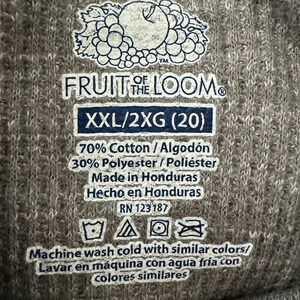 FRUIT OF THE LOOM®
XXL/2XG (20)
70% Cotton / Algodón
30% Polyester / Poliéster
Made in Honduras
Hecho en Honduras
RN 123187
Machine wash cold with similar colors/
Lavar en máquina con agua fría con
colores similares